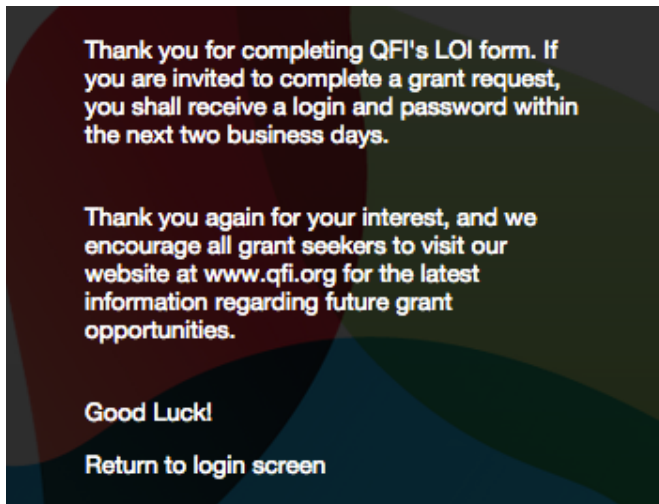 Thank you for completing QFI's LOI form. If
you are invited to complete a grant request,
you shall receive a login and password within
the next two business days.
Thank you again for your interest, and we
encourage all grant seekers to visit our
website at www.qfi.org for the latest
information regarding future grant
opportunities.
Good Luck!
Return to login screen